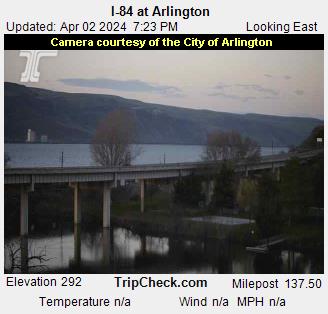 I-84 at Arlington
Updated: Apr 02 2024 7:23 PM Looking East
Camera courtesy of the City of Arlington
Elevation 292 TripCheck.com Milepost 137.50
Temperature n/a Wind n/a MPH n/a